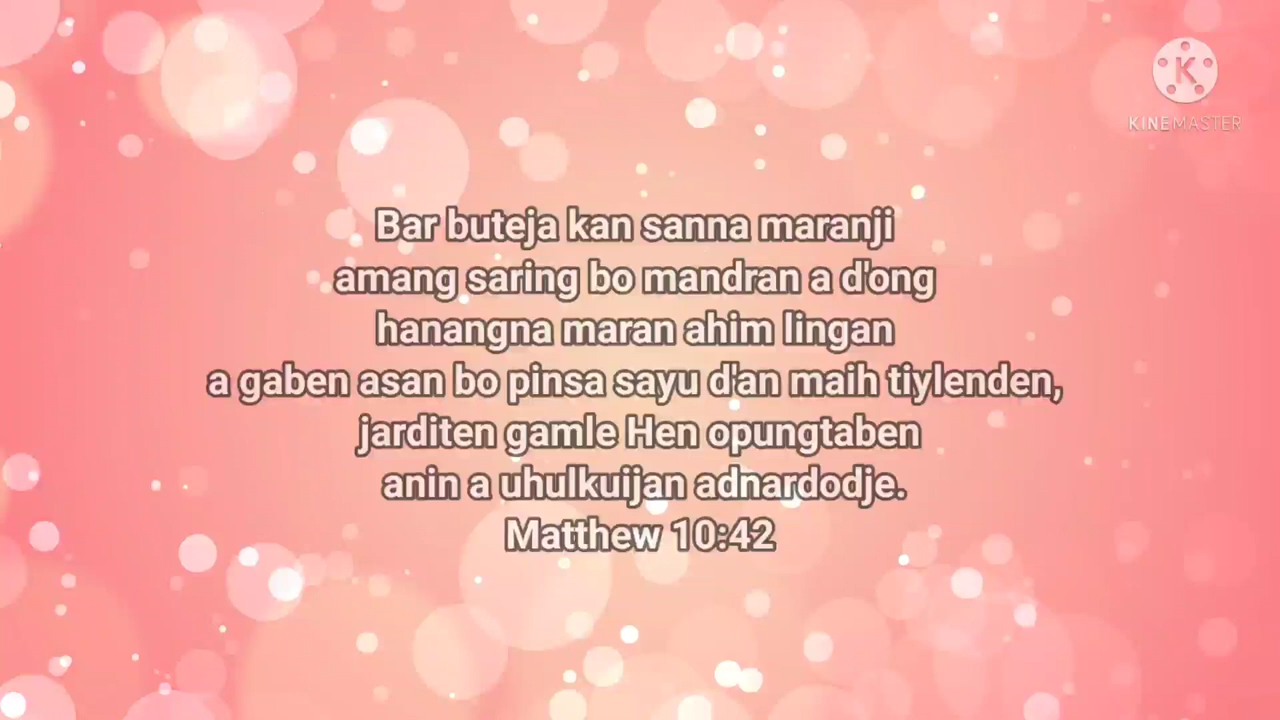 Bar buteja kan sanna maranji
amang saring bo mandran a d'ong
hanangna maran ahim lingan
a gaben asan bo pinsa sayu d'an maih tiylenden,
jarditen gamle Hen opungtaben
anin a uhulkuijan adnardodje.
Matthew 10:42
K
KINEMASTER